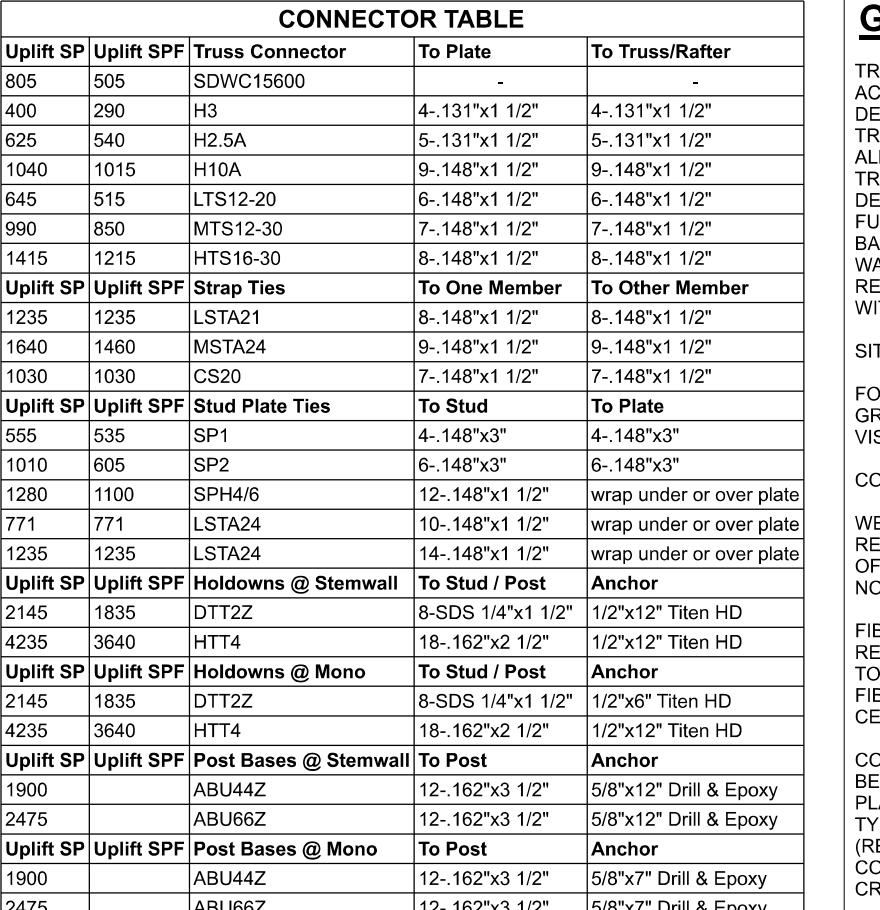 CONNECTOR TABLE
Uplift SP Uplift SPF Truss Connector To Plate To Truss/Rafter
805 505 SDWC15600 - -
400 290 H3 4-.131"x1 1/2" 4-.131"x1 1/2"
625 540 H2.5A 5-.131"x1 1/2" 5-.131"x1 1/2"
1040 1015 H10A 9-.148"x1 1/2" 9-.148"x1 1/2"
645 515 LTS12-20 6-.148"x1 1/2" 6-.148"x1 1/2"
990 850 MTS12-30 7-.148"x1 1/2" 7-.148"x1 1/2"
1415 1215 HTS16-30 8-.148"x1 1/2" 8-.148"x1 1/2"
Uplift SP Uplift SPF Strap Ties To One Member To Other Member
1235 1235 LSTA21 8-.148"x1 1/2" 8-.148"x1 1/2"
1640 1460 MSTA24 9-.148"x1 1/2" 9-.148"x1 1/2"
1030 1030 CS20 7-.148"x1 1/2" 7-.148"x1 1/2"
Uplift SP Uplift SPF Stud Plate Ties To Stud To Plate
555 535 SP1 4-.148"x3" 4-.148"x3"
1010 605 SP2 6-.148"x3" 6-.148"x3"
1280 1100 SPH4/6 12-.148"x1 1/2" wrap under or over plate
771 771 LSTA24 10-.148"x1 1/2" wrap under or over plate
1235 1235 LSTA24 14-.148"x1 1/2" wrap under or over plate
Uplift SP Uplift SPF Holdowns @ Stemwall To Stud / Post Anchor
2145 1835 DTT2Z 8-SDS 1/4"x1 1/2" 1/2"x12" Titen HD
4235 3640 HTT4 18-.162"x2 1/2" 1/2"x12" Titen HD
Uplift SP Uplift SPF Holdowns @ Mono To Stud / Post Anchor
2145 1835 DTT2Z 8-SDS 1/4"x1 1/2" 1/2"x6" Titen HD
4235 3640 HTT4 18-.162"x2 1/2" 1/2"x12" Titen HD
Uplift SP Uplift SPF Post Bases @ Stemwall To Post Anchor
1900 ABU44Z 12-.162"x3 1/2" 5/8"x12" Drill & Epoxy
2475 ABU66Z 12-.162"x3 1/2" 5/8"x12" Drill & Epoxy
Uplift SP Uplift SPF Post Bases @ Mono To Post Anchor
1900 ABU44Z 12-.162"x3 1/2" 5/8"x7" Drill & Epoxy
2475 ABU66Z 12-.162"x3 1/2" 5/8"x7" Drill & Epoxy